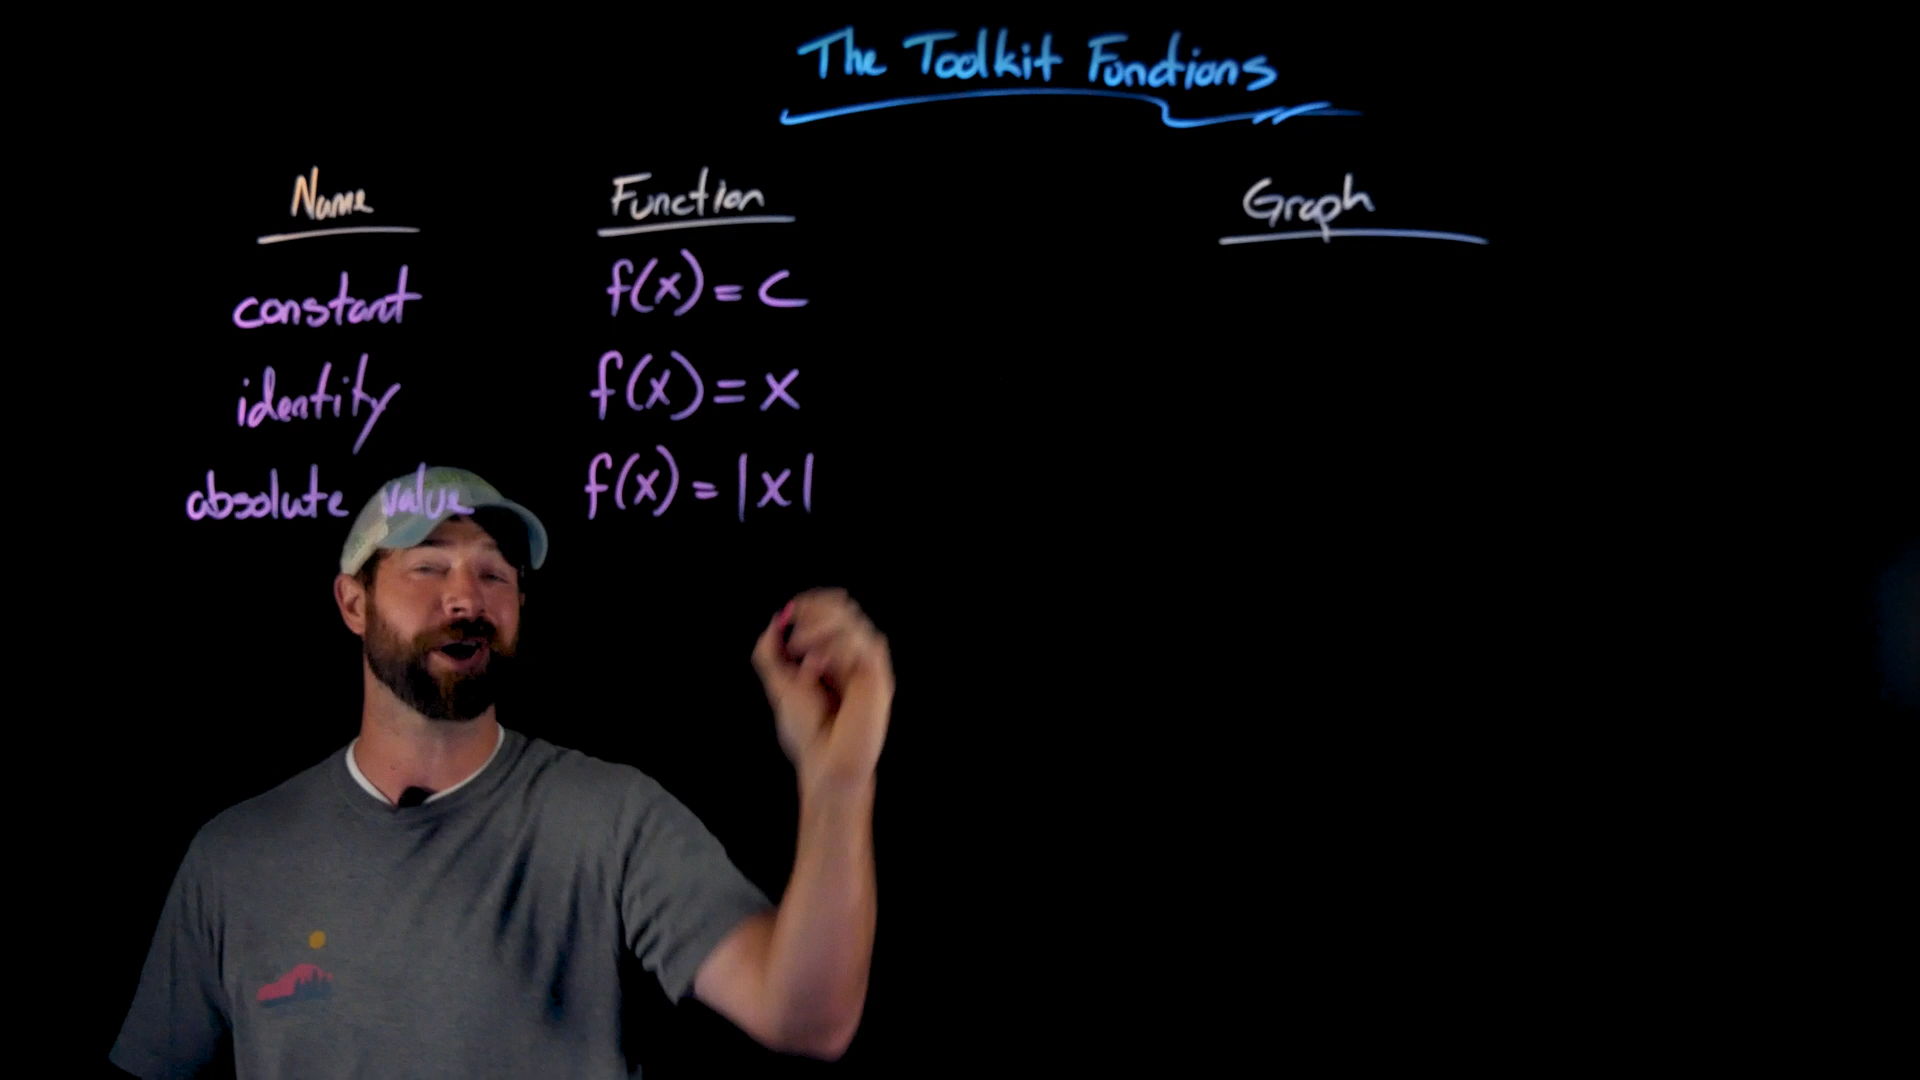 The Toolkit Functions
Name Function Graph
constant f(x) = c
identity f(x) = x
absolute value f(x) = |x|